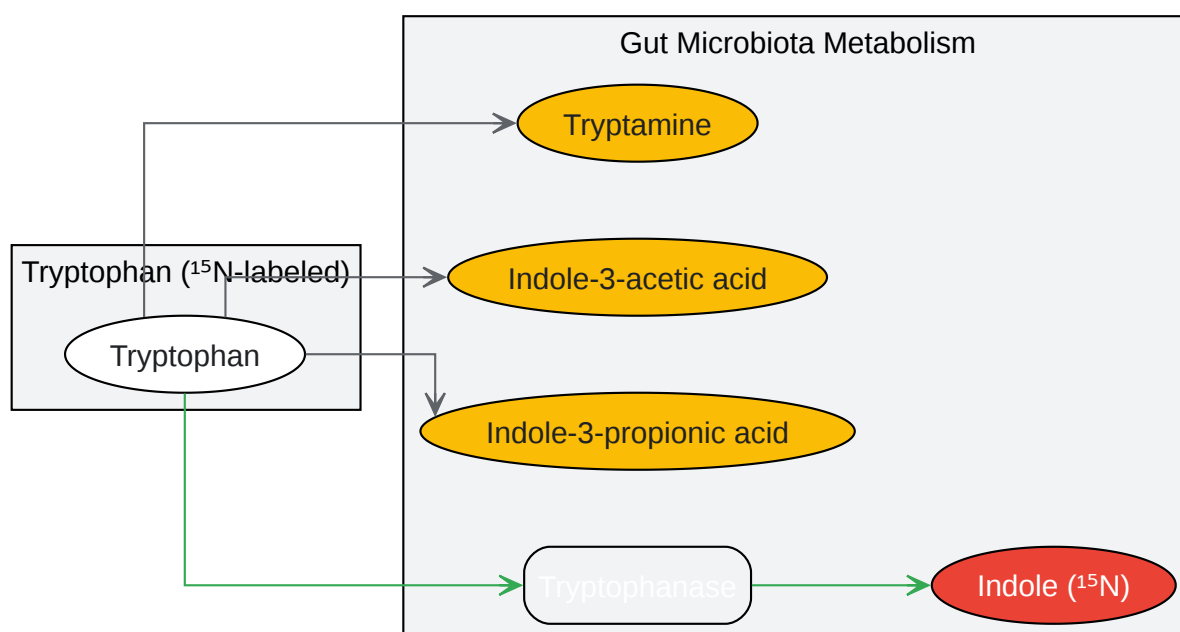 Gut Microbiota Metabolism
Tryptamine
Tryptophan (¹⁵N-labeled)
Indole-3-acetic acid
Tryptophan
Indole-3-propionic acid
Tryptophanase
Indole (¹⁵N)